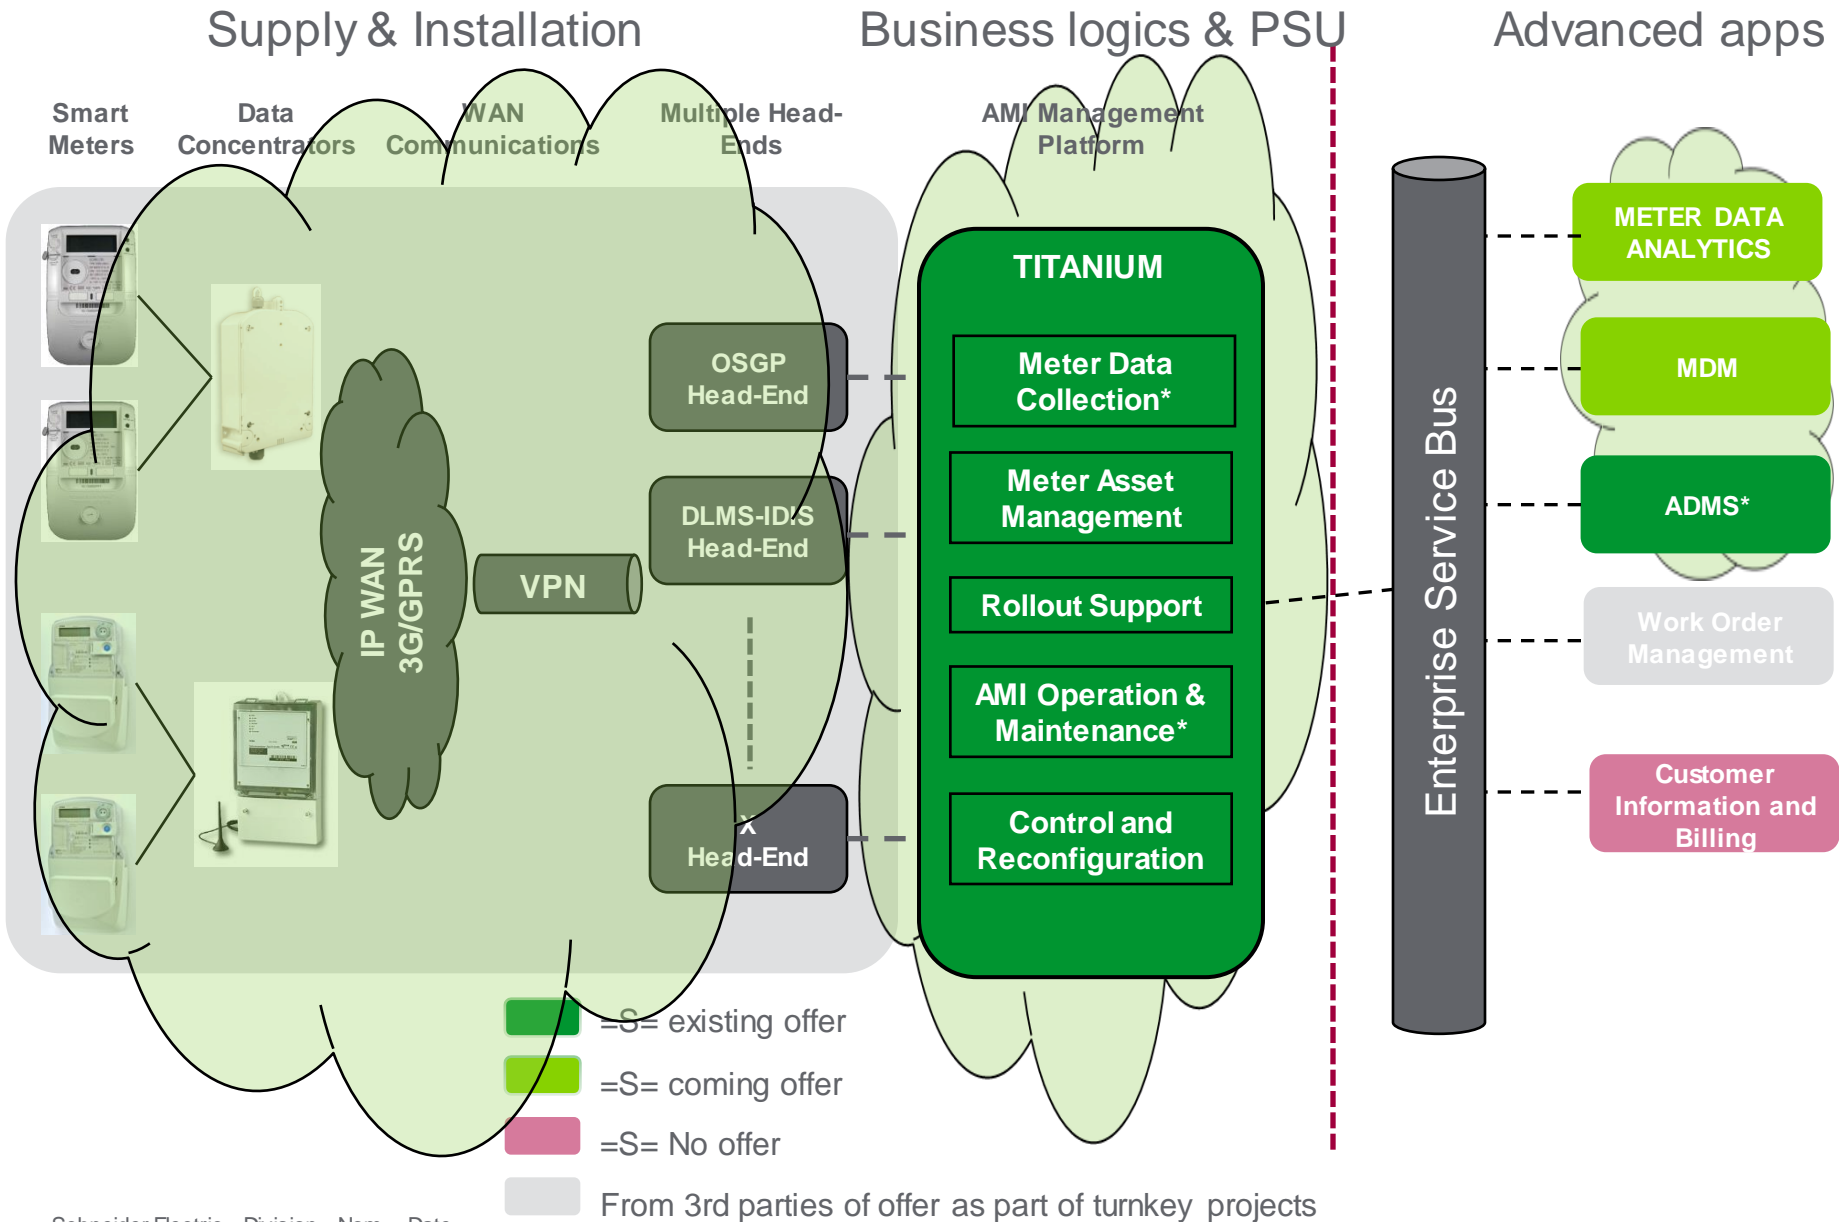 Supply & Installation
Business logics & PSU
Advanced apps
Smart
Meters
Data
Concentrators
WAN
Communications
Multiple Head-
Ends
AMI Management
Platform
TITANIUM
Meter Data
Collection*
Meter Asset
Management
Rollout Support
AMI Operation &
Maintenance*
Control and
Reconfiguration
OSGP
Head-End
DLMS-IDIS
Head-End
X
Head-End
IP WAN
3G/GPRS
VPN
Enterprise Service Bus
METER DATA
ANALYTICS
MDM
ADMS*
Work Order
Management
Customer
Information and
Billing
=S= existing offer
=S= coming offer
=S= No offer
From 3rd parties of offer as part of turnkey projects